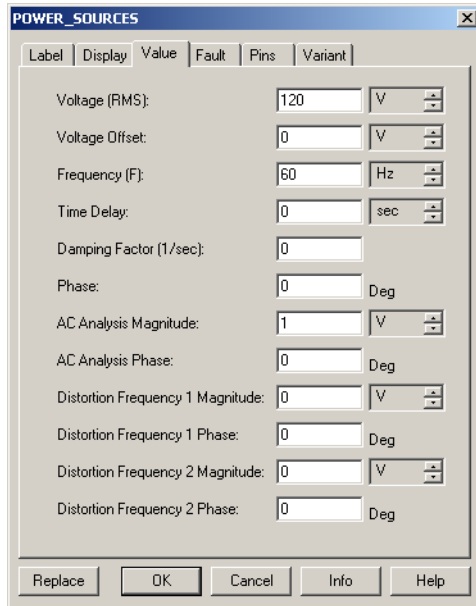 POWER_SOURCES
Label Display Value Fault Pins Variant
Voltage (RMS): 120 V
Voltage Offset: 0 V
Frequency (F): 60 Hz
Time Delay: 0 sec
Damping Factor (1/sec): 0
Phase: 0 Deg
AC Analysis Magnitude: 1 V
AC Analysis Phase: 0 Deg
Distortion Frequency 1 Magnitude: 0 V
Distortion Frequency 1 Phase: 0 Deg
Distortion Frequency 2 Magnitude: 0 V
Distortion Frequency 2 Phase: 0 Deg
Replace OK Cancel Info Help